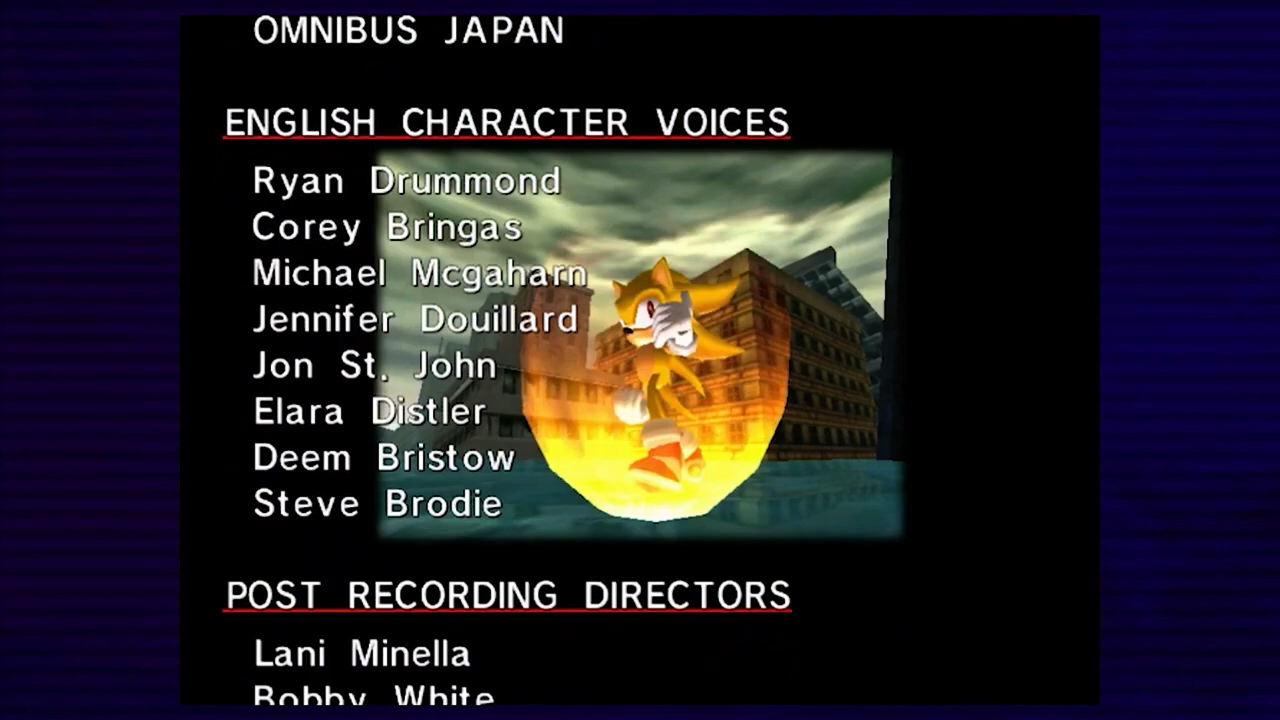 OMNIBUS JAPAN
ENGLISH CHARACTER VOICES
Ryan Drummond
Corey Bringas
Michael Mcgaharn
Jennifer Douillard
Jon St. John
Elara Distler
Deem Bristow
Steve Brodie
POST RECORDING DIRECTORS
Lani Minella
Bobby White